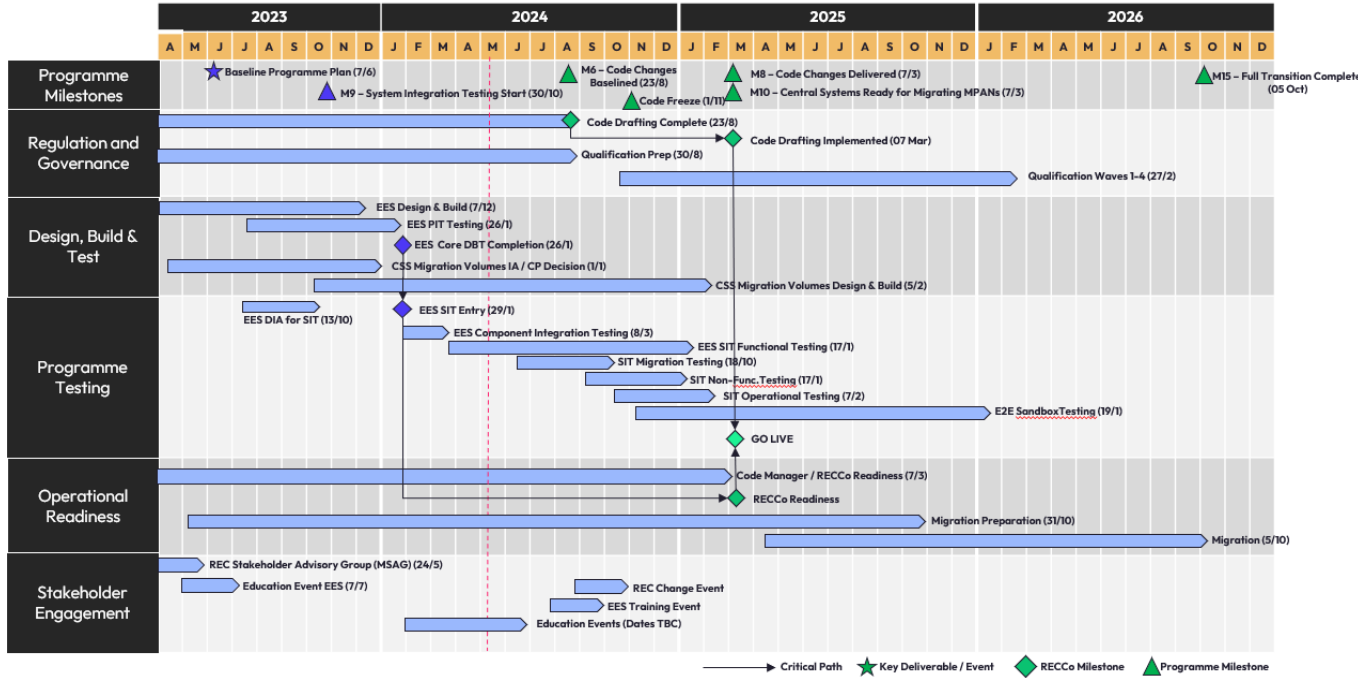 2023 2024 2025 2026
A M J J A S O N D J F M A M J J A S O N D J F M A M J J A S O N D J F M A M J J A S O N D
Programme
Milestones
Baseline Programme Plan (7/6)
M9 – System Integration Testing Start (30/10)
M6 – Code Changes
Baselined (23/8)
Code Freeze (1/11)
M8 – Code Changes Delivered (7/3)
M10 – Central Systems Ready for Migrating MPANs (7/3)
M15 – Full Transition Complete
(05 Oct)
Regulation and
Governance
Code Drafting Complete (23/8)
Code Drafting Implemented (07 Mar)
Qualification Prep (30/8)
Qualification Waves 1-4 (27/2)
Design, Build &
Test
EES Design & Build (7/12)
EES PIT Testing (26/1)
EES Core DBT Completion (26/1)
CSS Migration Volumes IA / CP Decision (1/1)
CSS Migration Volumes Design & Build (5/2)
Programme
Testing
EES DIA for SIT (13/10)
EES SIT Entry (29/1)
EES Component Integration Testing (8/3)
EES SIT Functional Testing (17/1)
SIT Migration Testing (18/10)
SIT Non-Func.Testing (17/1)
SIT Operational Testing (7/2)
E2E SandboxTesting (19/1)
GO LIVE
Operational
Readiness
Code Manager / RECCo Readiness (7/3)
RECCo Readiness
Migration Preparation (31/10)
Migration (5/10)
Stakeholder
Engagement
REC Stakeholder Advisory Group (MSAG) (24/5)
Education Event EES (7/7)
REC Change Event
EES Training Event
Education Events (Dates TBC)
Critical Path
Key Deliverable / Event
RECCo Milestone
Programme Milestone